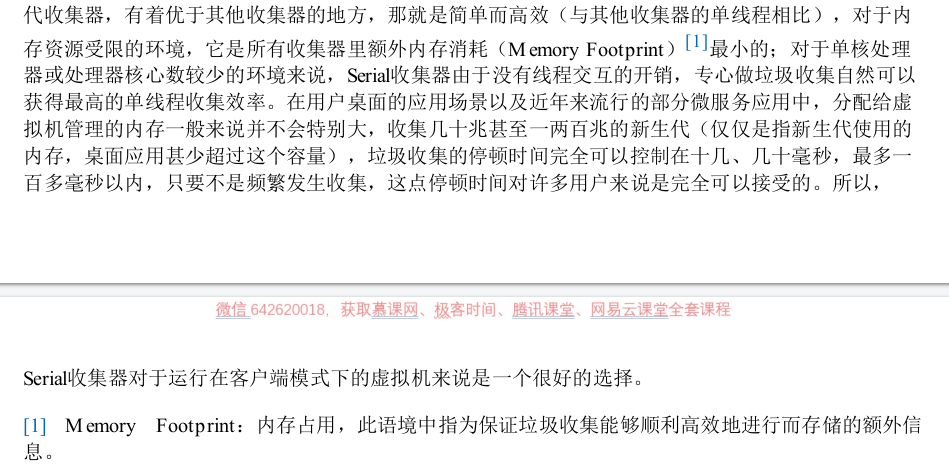 代收集器，有着优于其他收集器的地方，那就是简单而高效（与其他收集器的单线程相比），对于内
存资源受限的环境，它是所有收集器里额外内存消耗（Memory Footprint）[1]最小的；对于单核处理
器或处理器核心数较少的环境来说，Serial收集器由于没有线程交互的开销，专心做垃圾收集自然可以
获得最高的单线程收集效率。在用户桌面的应用场景以及近年来流行的部分微服务应用中，分配给虚
拟机管理的内存一般来说并不会特别大，收集几十兆甚至一两百兆的新生代（仅仅是指新生代使用的
内存，桌面应用甚少超过这个容量），垃圾收集的停顿时间完全可以控制在十几、几十毫秒，最多一
百多毫秒以内，只要不是频繁发生收集，这点停顿时间对许多用户来说是完全可以接受的。所以，
微信 642620018，获取慕课网、极客时间、腾讯课堂、网易云课堂全套课程
Serial收集器对于运行在客户端模式下的虚拟机来说是一个很好的选择。
[1] Memory Footprint：内存占用，此语境中指为保证垃圾收集能够顺利高效地进行而存储的额外信
息。